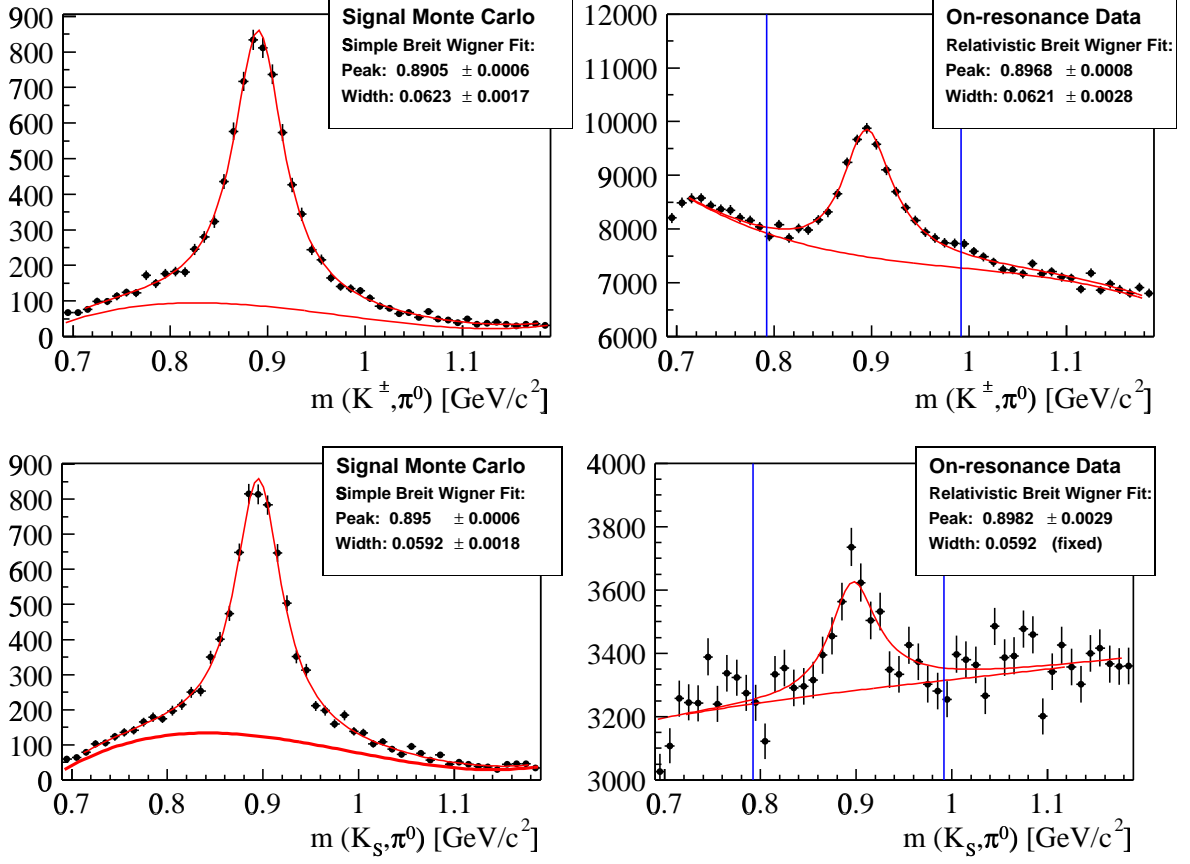 Signal Monte Carlo
Simple Breit Wigner Fit:
Peak: 0.8905 ± 0.0006
Width: 0.0623 ± 0.0017
900
800
700
600
500
400
300
200
100
0
0.7 0.8 0.9 1 1.1
m (K±,π⁰) [GeV/c²]
On-resonance Data
Relativistic Breit Wigner Fit:
Peak: 0.8968 ± 0.0008
Width: 0.0621 ± 0.0028
12000
11000
10000
9000
8000
7000
6000
0.7 0.8 0.9 1 1.1
m (K±,π⁰) [GeV/c²]
Signal Monte Carlo
Simple Breit Wigner Fit:
Peak: 0.895 ± 0.0006
Width: 0.0592 ± 0.0018
900
800
700
600
500
400
300
200
100
0
0.7 0.8 0.9 1 1.1
m (K_S,π⁰) [GeV/c²]
On-resonance Data
Relativistic Breit Wigner Fit:
Peak: 0.8982 ± 0.0029
Width: 0.0592 (fixed)
4000
3800
3600
3400
3200
3000
0.7 0.8 0.9 1 1.1
m (K_S,π⁰) [GeV/c²]